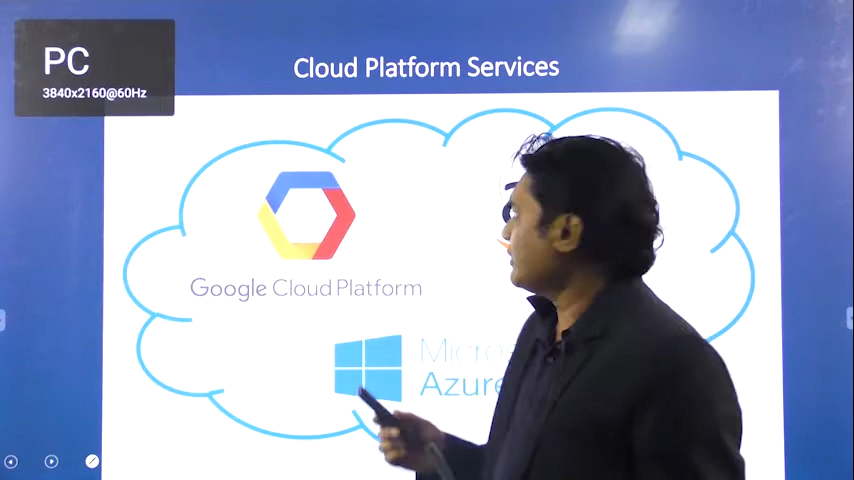 PC
3840x2160@60Hz
Cloud Platform Services
Google Cloud Platform
Azure